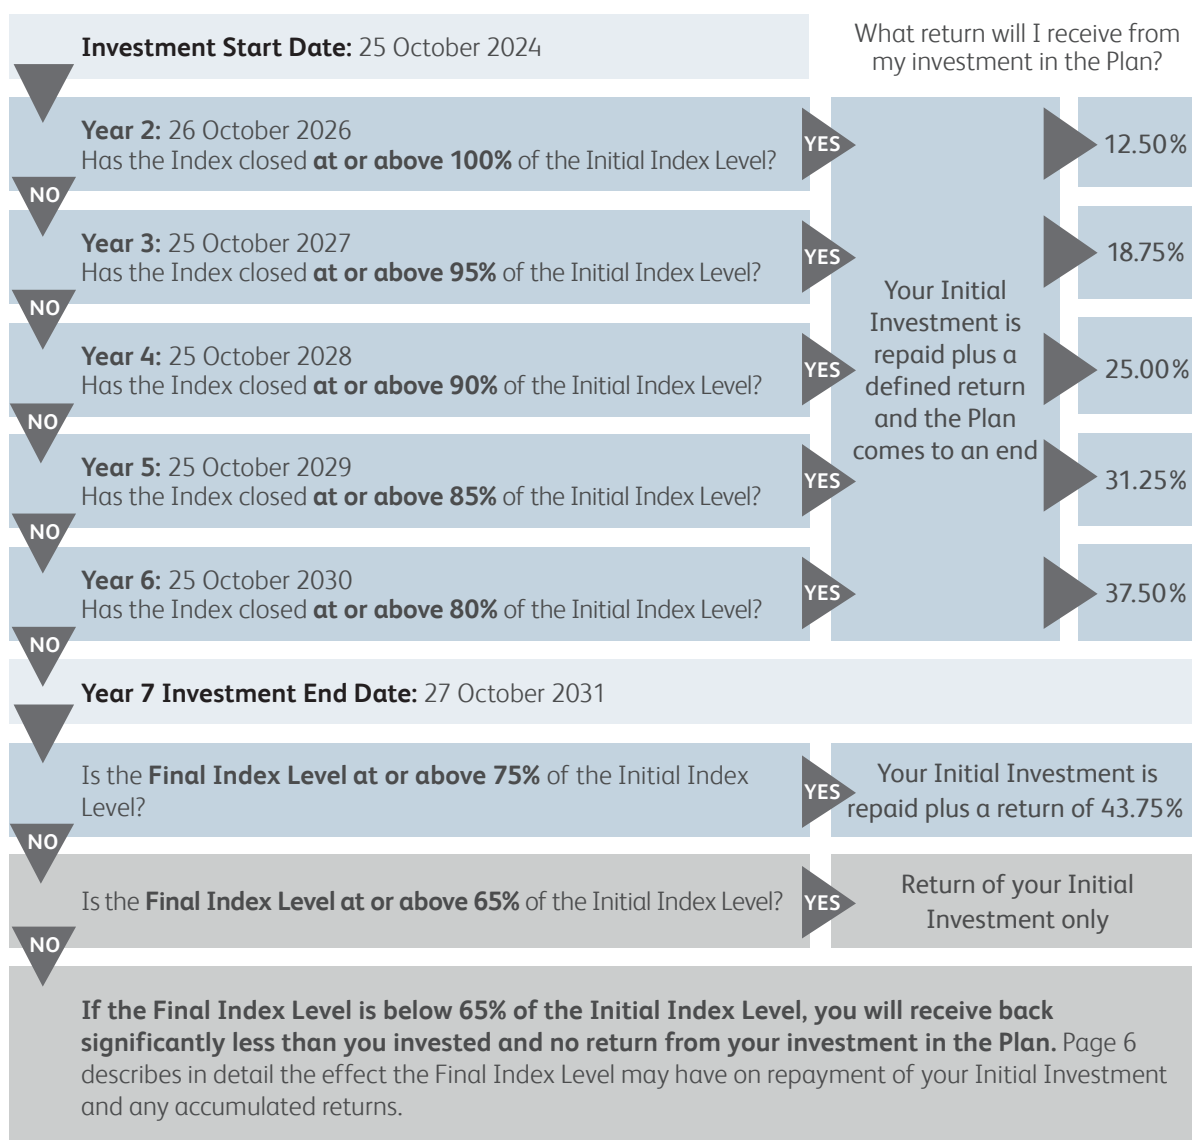 Investment Start Date: 25 October 2024
What return will I receive from
my investment in the Plan?
Year 2: 26 October 2026
Has the Index closed at or above 100% of the Initial Index Level?
YES
12.50%
NO
Year 3: 25 October 2027
Has the Index closed at or above 95% of the Initial Index Level?
YES
18.75%
NO
Year 4: 25 October 2028
Has the Index closed at or above 90% of the Initial Index Level?
YES
25.00%
NO
Year 5: 25 October 2029
Has the Index closed at or above 85% of the Initial Index Level?
YES
31.25%
NO
Year 6: 25 October 2030
Has the Index closed at or above 80% of the Initial Index Level?
YES
37.50%
Your Initial
Investment is
repaid plus a
defined return
and the Plan
comes to an end
NO
Year 7 Investment End Date: 27 October 2031
Is the Final Index Level at or above 75% of the Initial Index
Level?
YES
Your Initial Investment is
repaid plus a return of 43.75%
NO
Is the Final Index Level at or above 65% of the Initial Index Level?
YES
Return of your Initial
Investment only
NO
If the Final Index Level is below 65% of the Initial Index Level, you will receive back
significantly less than you invested and no return from your investment in the Plan. Page 6
describes in detail the effect the Final Index Level may have on repayment of your Initial Investment
and any accumulated returns.